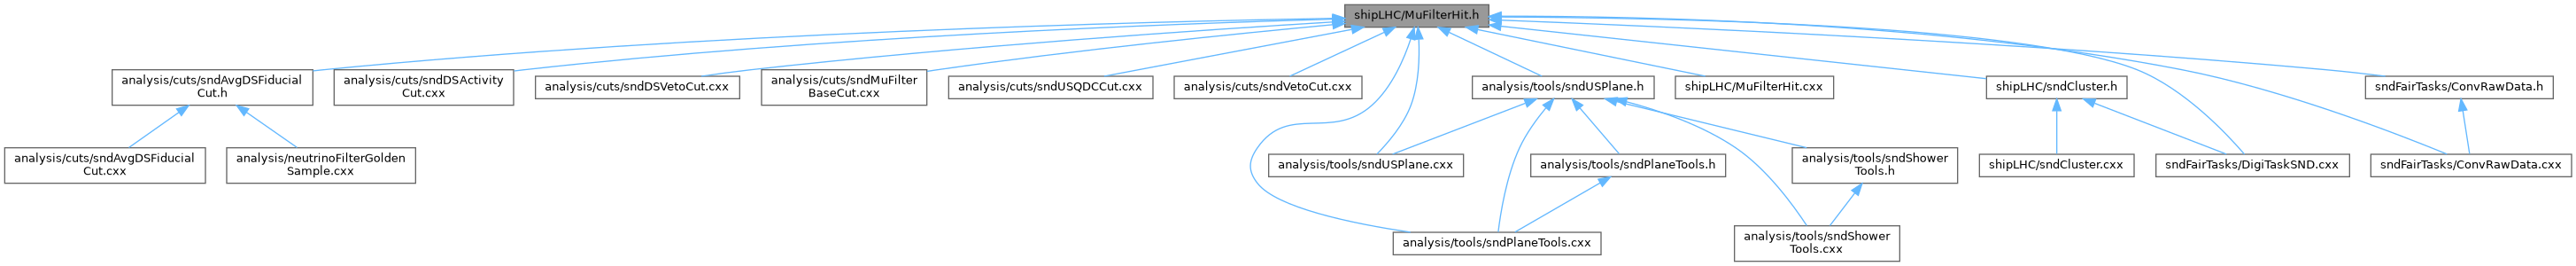 shipLHC/MuFilterHit.h
analysis/cuts/sndAvgDSFiducial
Cut.h
analysis/cuts/sndDSActivity
Cut.cxx
analysis/cuts/sndDSVetoCut.cxx
analysis/cuts/sndMuFilter
BaseCut.cxx
analysis/cuts/sndUSQDCCut.cxx
analysis/cuts/sndVetoCut.cxx
analysis/tools/sndUSPlane.h
shipLHC/MuFilterHit.cxx
shipLHC/sndCluster.h
sndFairTasks/ConvRawData.h
analysis/cuts/sndAvgDSFiducial
Cut.cxx
analysis/neutrinoFilterGolden
Sample.cxx
analysis/tools/sndUSPlane.cxx
analysis/tools/sndPlaneTools.h
analysis/tools/sndShower
Tools.h
shipLHC/sndCluster.cxx
sndFairTasks/DigiTaskSND.cxx
sndFairTasks/ConvRawData.cxx
analysis/tools/sndPlaneTools.cxx
analysis/tools/sndShower
Tools.cxx